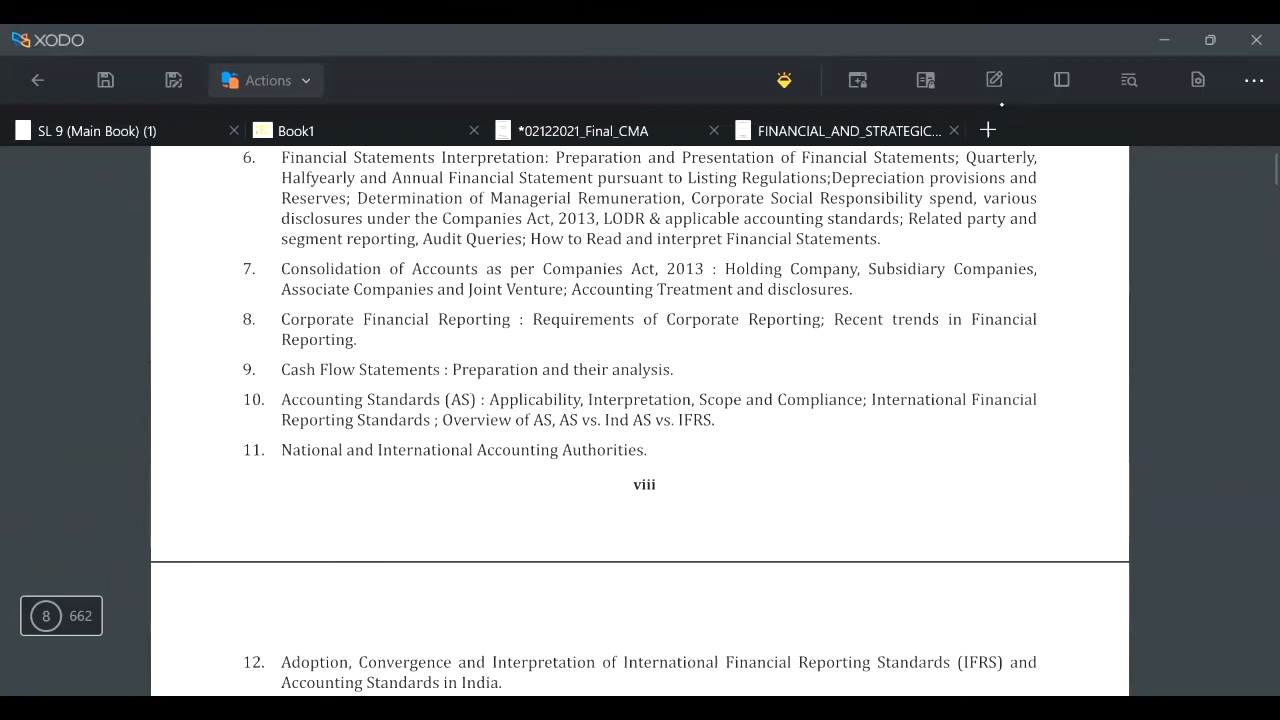 XODO
Actions
SL 9 (Main Book) (1)
Book1
*02122021_Final_CMA
FINANCIAL_AND_STRATEGIC...
6. Financial Statements Interpretation: Preparation and Presentation of Financial Statements; Quarterly,
Halfyearly and Annual Financial Statement pursuant to Listing Regulations;Depreciation provisions and
Reserves; Determination of Managerial Remuneration, Corporate Social Responsibility spend, various
disclosures under the Companies Act, 2013, LODR & applicable accounting standards; Related party and
segment reporting, Audit Queries; How to Read and interpret Financial Statements.
7. Consolidation of Accounts as per Companies Act, 2013 : Holding Company, Subsidiary Companies,
Associate Companies and Joint Venture; Accounting Treatment and disclosures.
8. Corporate Financial Reporting : Requirements of Corporate Reporting; Recent trends in Financial
Reporting.
9. Cash Flow Statements : Preparation and their analysis.
10. Accounting Standards (AS) : Applicability, Interpretation, Scope and Compliance; International Financial
Reporting Standards ; Overview of AS, AS vs. Ind AS vs. IFRS.
11. National and International Accounting Authorities.
viii
8 662
12. Adoption, Convergence and Interpretation of International Financial Reporting Standards (IFRS) and
Accounting Standards in India.